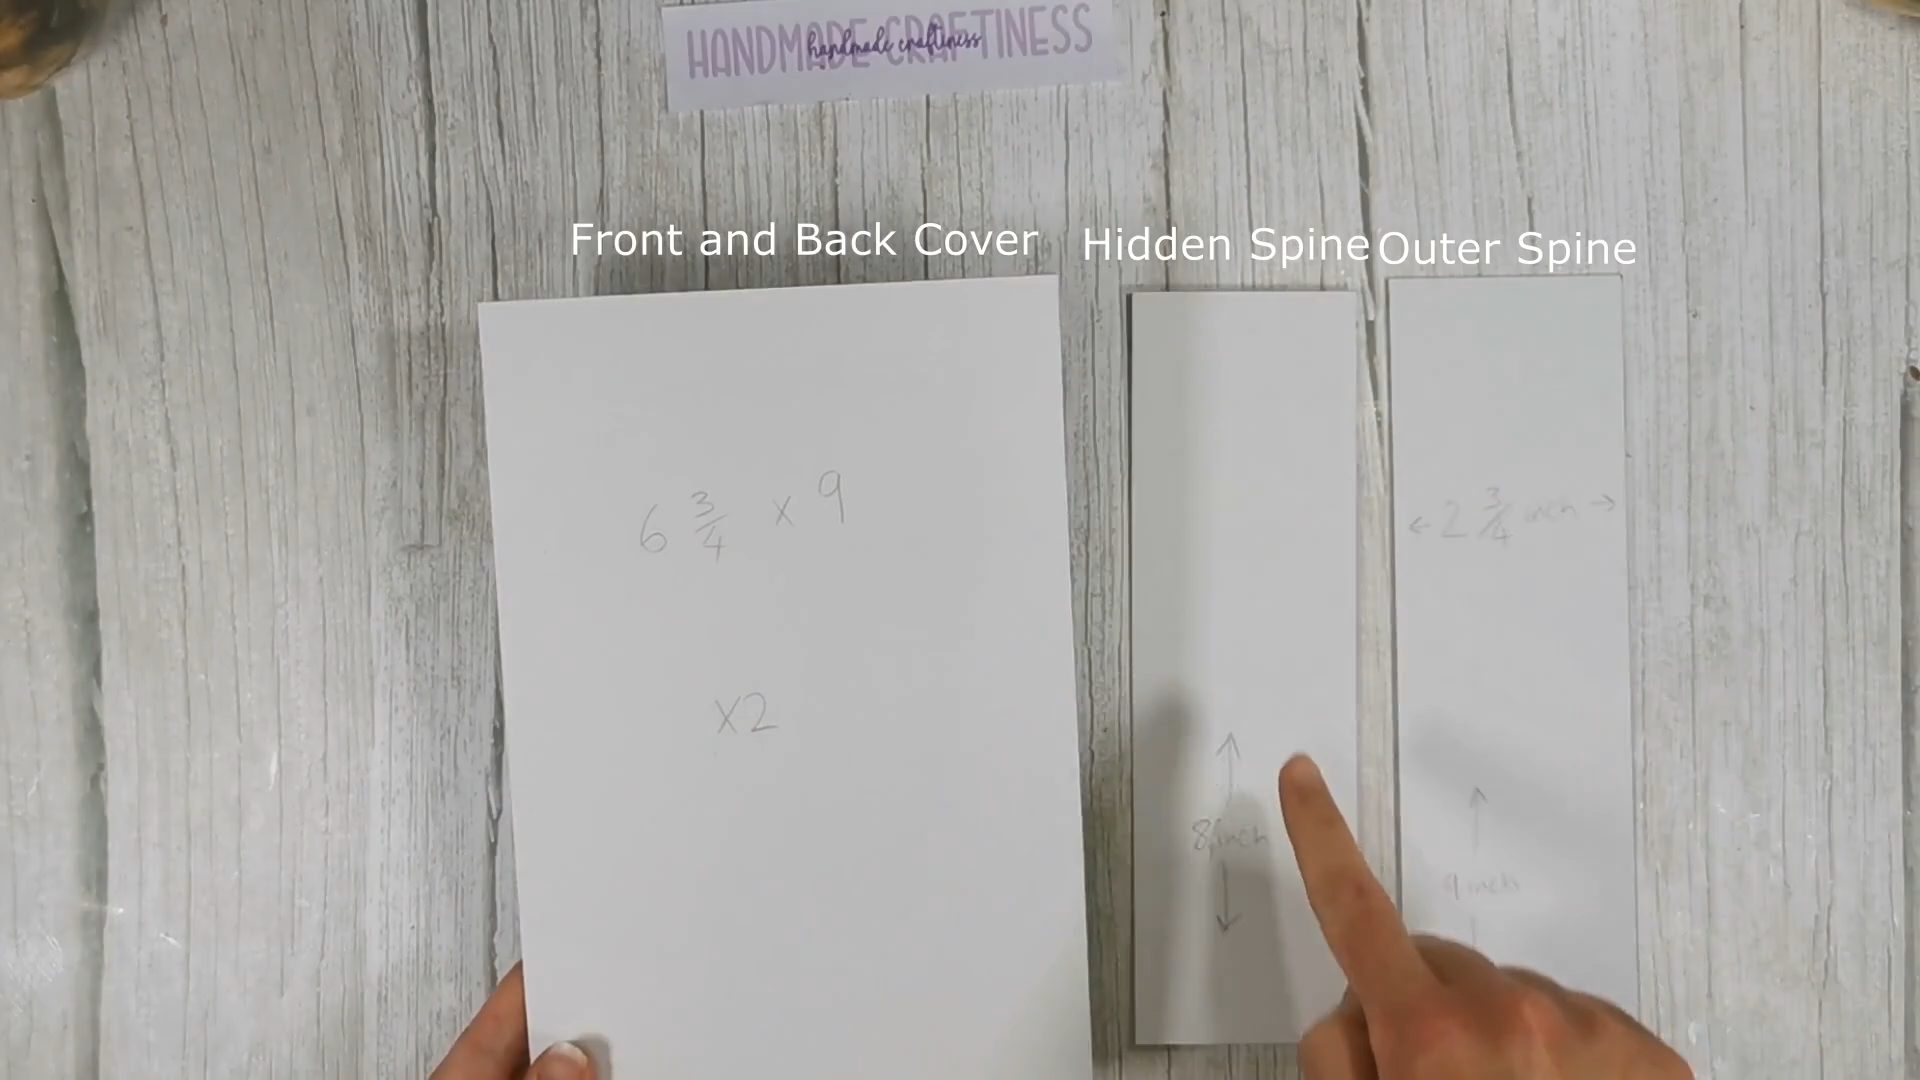 HANDMADE CRAFTINESS
handmade craftiness
Front and Back Cover
Hidden Spine
Outer Spine
6 3/4 x 9
x2
← 2 3/4 inch →
8 inch
9 inch